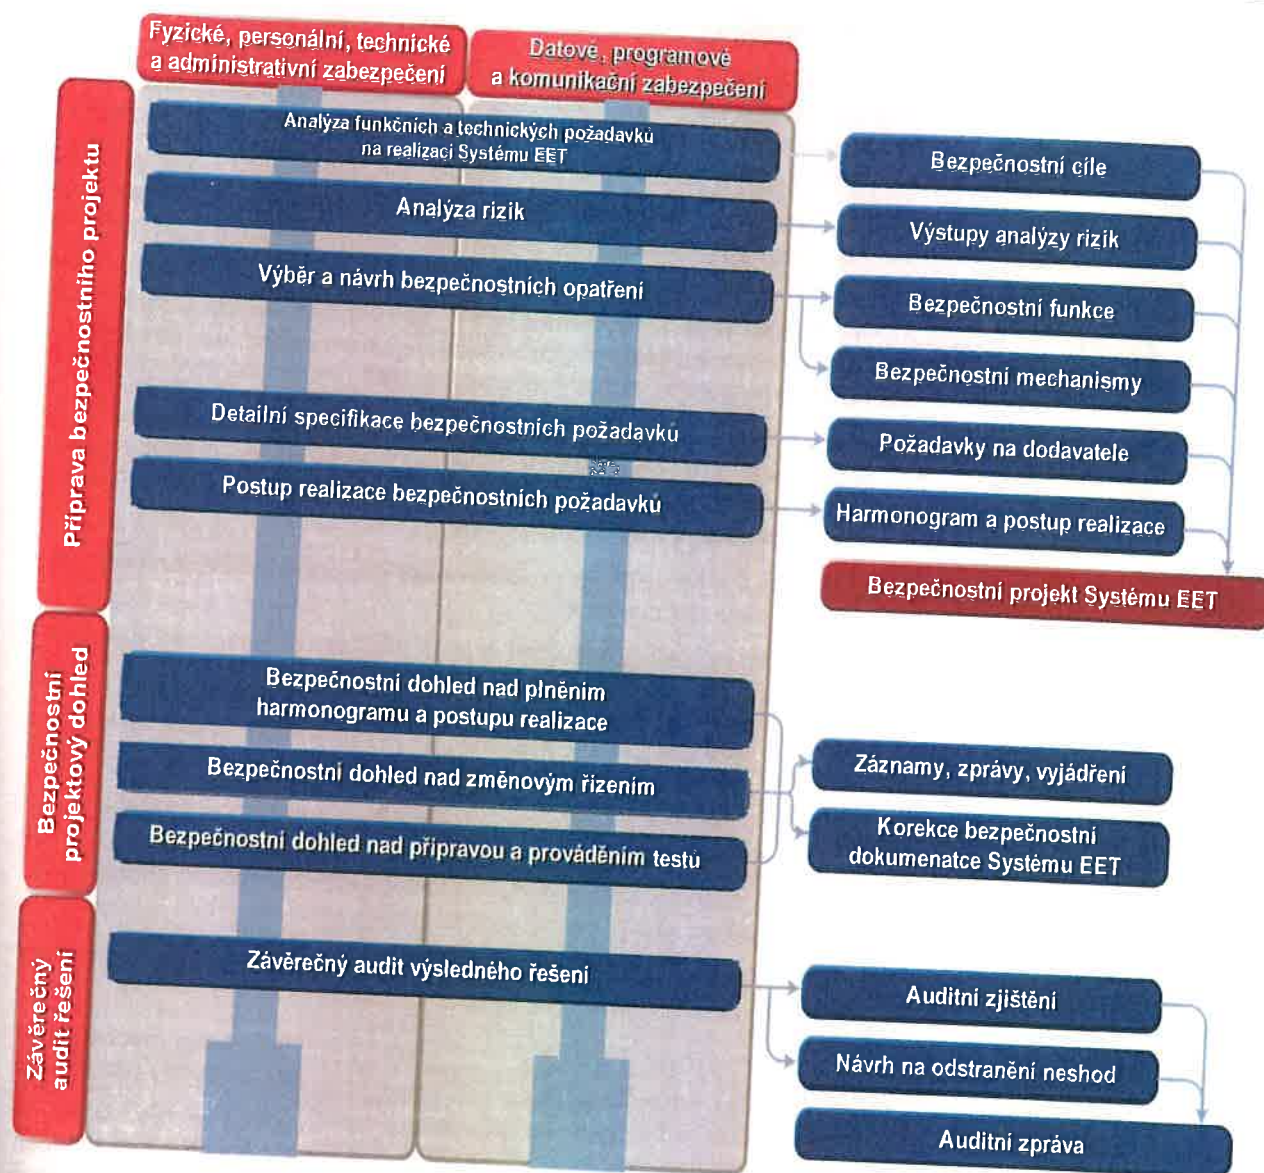 Fyzické, personální, technické
a administrativní zabezpečení
Datové, programové
a komunikační zabezpečení
Příprava bezpečnostního projektu
Analýza funkčních a technických požadavků
na realizaci Systému EET
Bezpečnostní cíle
Analýza rizik
Výstupy analýzy rizik
Výběr a návrh bezpečnostních opatření
Bezpečnostní funkce
Bezpečnostní mechanismy
Detailní specifikace bezpečnostních požadavků
Požadavky na dodavatele
Postup realizace bezpečnostních požadavků
Harmonogram a postup realizace
Bezpečnostní projekt Systému EET
Bezpečnostní
projektový dohled
Bezpečnostní dohled nad plněním
harmonogramu a postupu realizace
Bezpečnostní dohled nad změnovým řízením
Záznamy, zprávy, vyjádření
Bezpečnostní dohled nad přípravou a prováděním testů
Korekce bezpečnostní
dokumenatce Systému EET
Závěrečný
audit řešení
Závěrečný audit výsledného řešení
Auditní zjištění
Návrh na odstranění neshod
Auditní zpráva